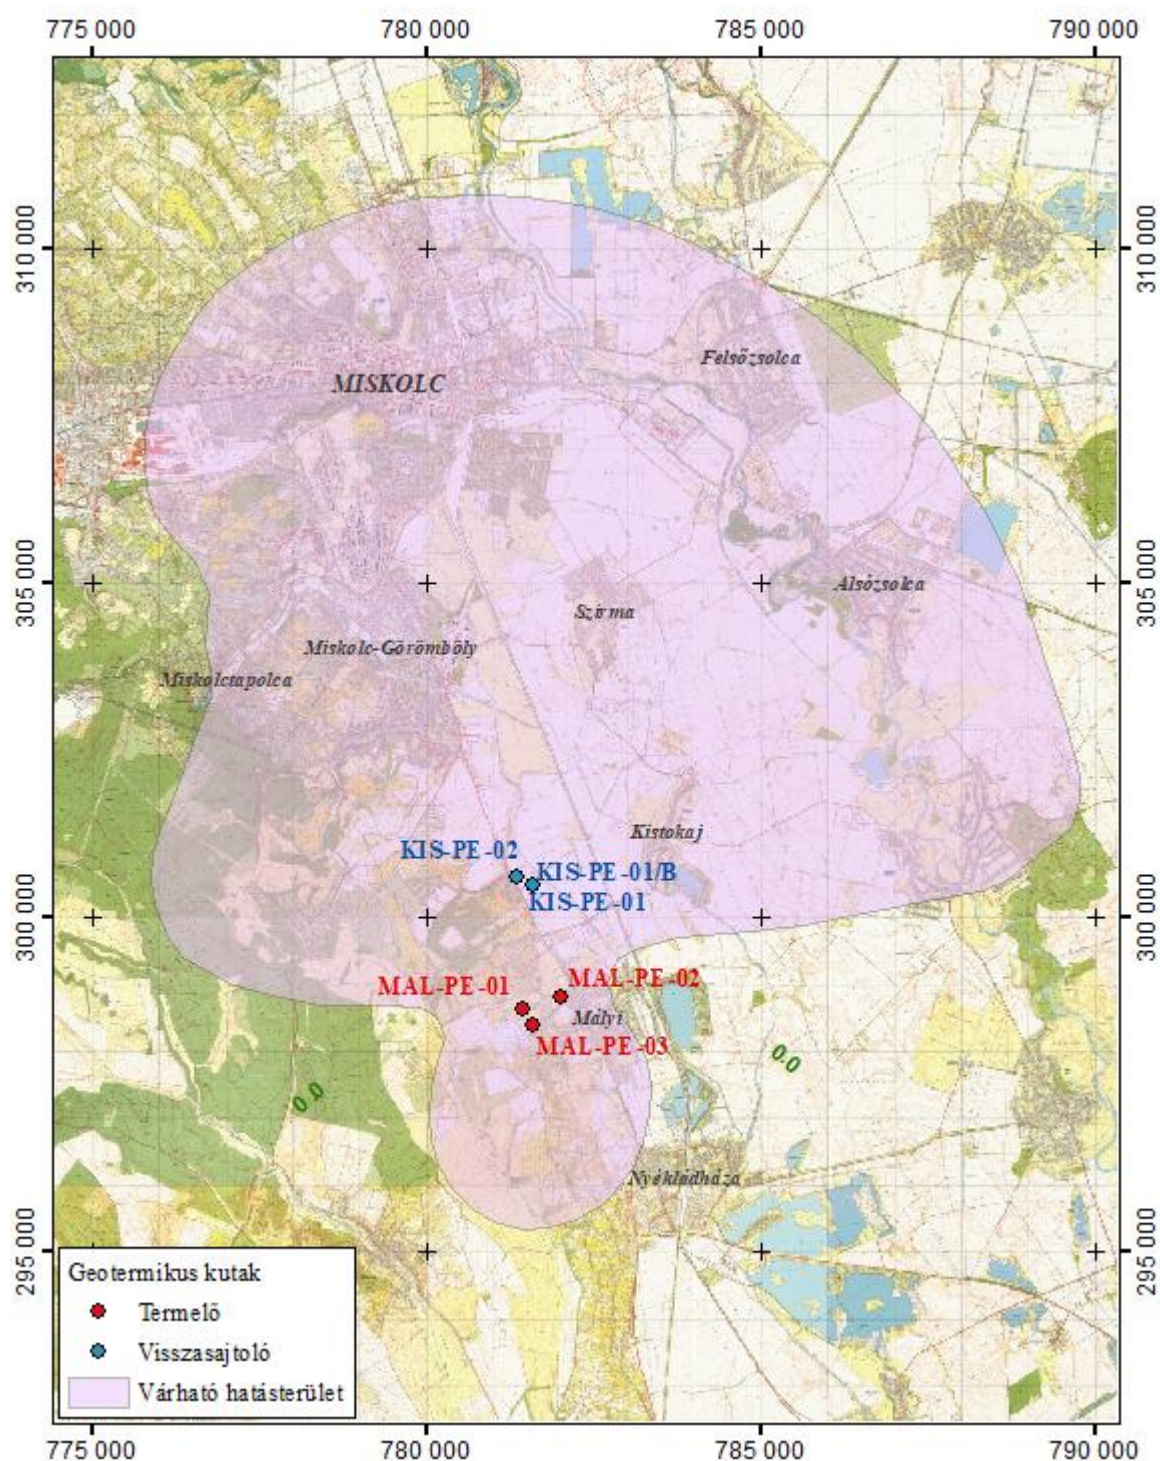 775 000
780 000
785 000
790 000
310 000
310 000
Felsőzsolca
MISKOLC
305 000
305 000
Alsózsolca
Szirma
Miskolc-Görömböly
Miskolctapolca
Kistokaj
KIS-PE-02
KIS-PE-01/B
KIS-PE-01
300 000
300 000
MAL-PE-01
MAL-PE-02
Mályi
MAL-PE-03
0.0
0.0
Nyékládháza
295 000
295 000
Geotermikus kutak
Termelő
Visszasajtoló
Várható hatásterület
775 000
780 000
785 000
790 000